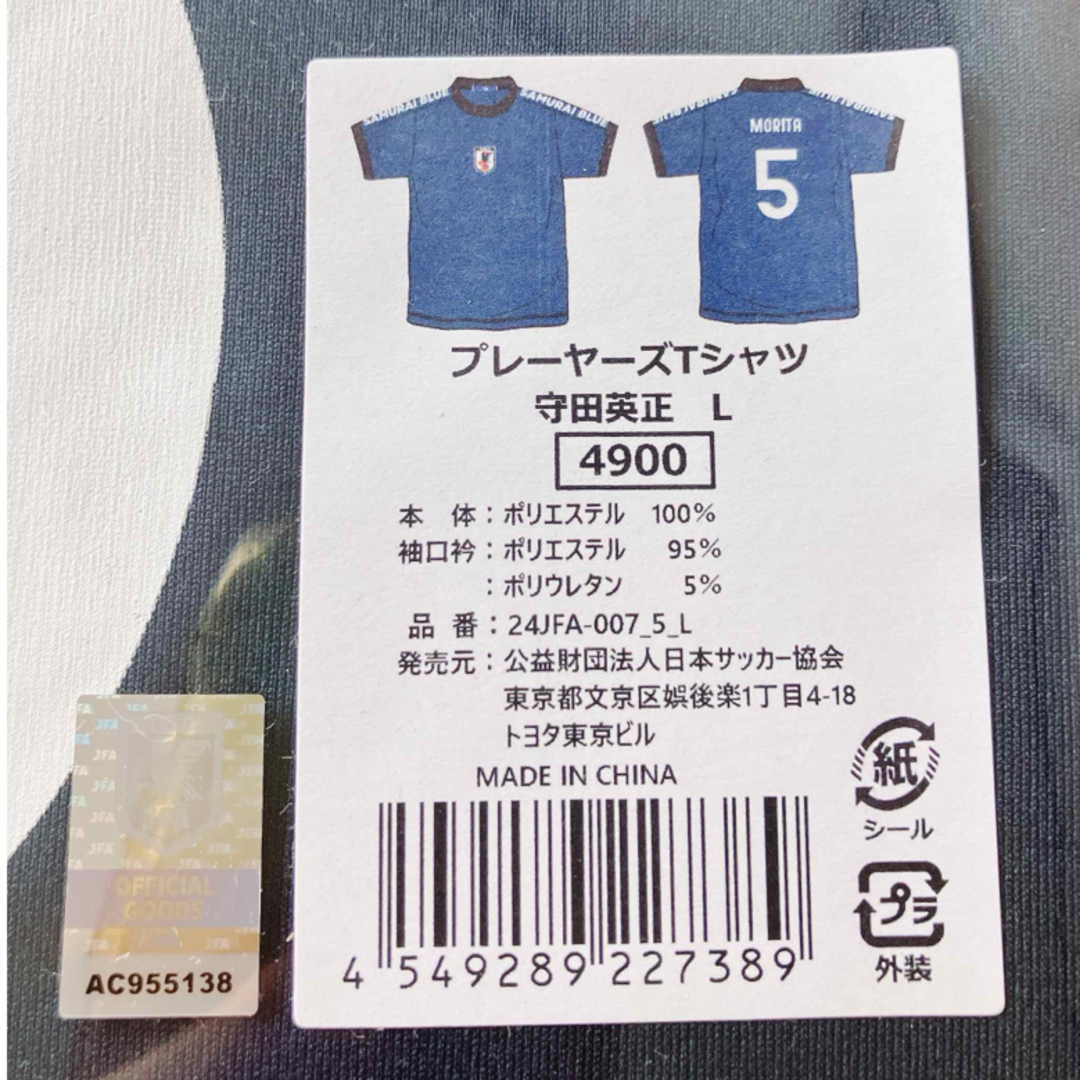 SAMURAI BLUE SAMURAI BLUE
SAMURAI BLUE SAMURAI BLUE
MORITA
5
プレーヤーズTシャツ
守田英正 L
4900
本 体：ポリエステル 100%
袖口衿：ポリエステル 95%
：ポリウレタン 5%
品 番：24JFA-007_5_L
発売元：公益財団法人日本サッカー協会
東京都文京区娯後楽1丁目4-18
トヨタ東京ビル
MADE IN CHINA
紙
シール
プラ
外装
4 549289 227389
JFA
OFFICIAL
GOODS
AC955138